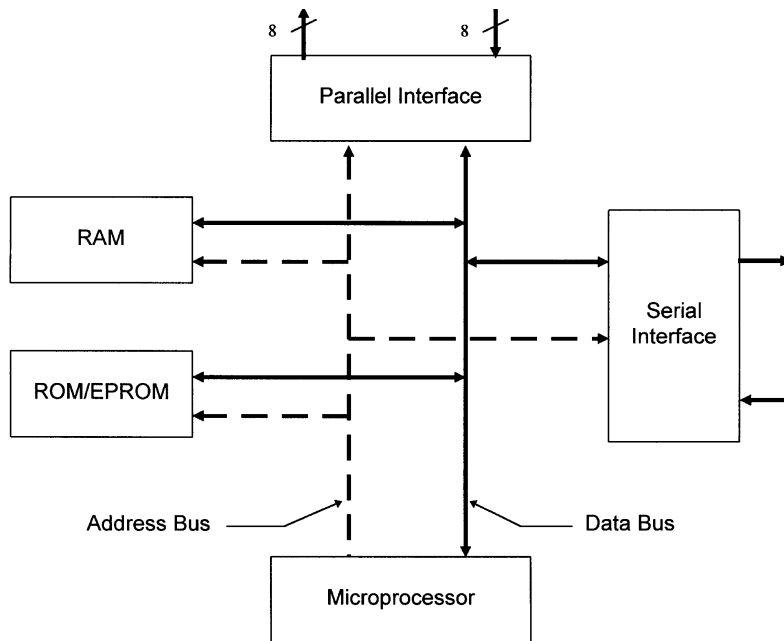 8
8
Parallel Interface
RAM
Serial
Interface
ROM/EPROM
Address Bus
Data Bus
Microprocessor